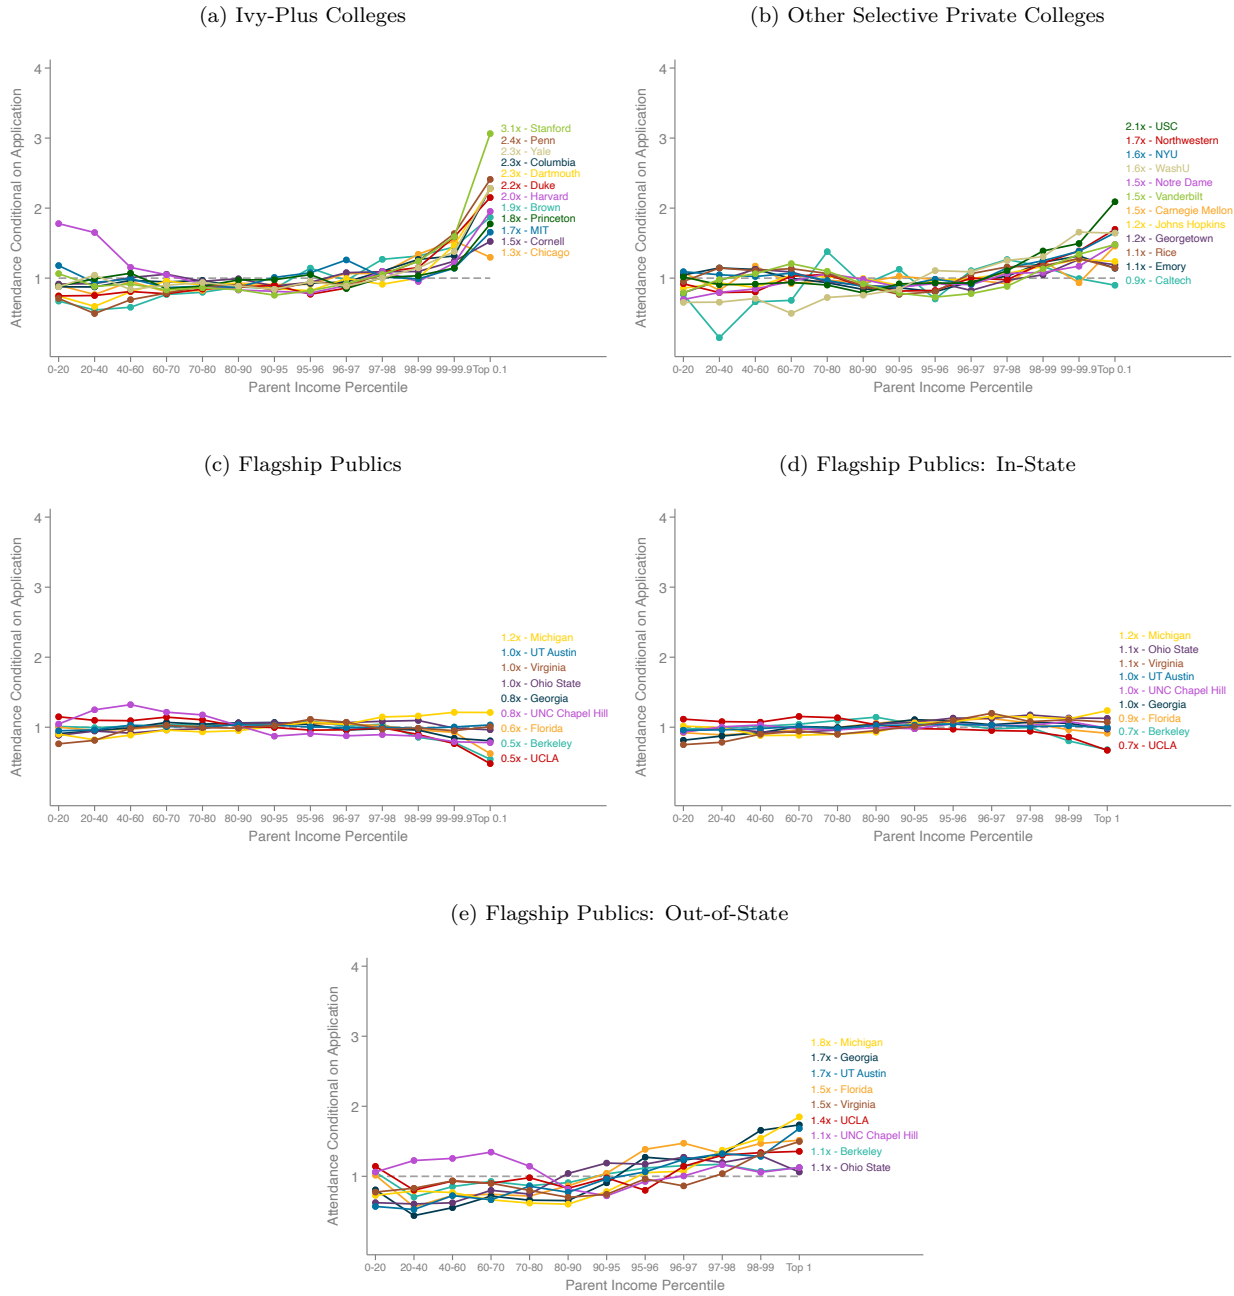 (a) Ivy-Plus Colleges
Attendance Conditional on Application
4
3
2
1
3.1x - Stanford
2.4x - Penn
2.3x - Yale
2.3x - Columbia
2.3x - Dartmouth
2.2x - Duke
2.0x - Harvard
1.9x - Brown
1.8x - Princeton
1.7x - MIT
1.5x - Cornell
1.3x - Chicago
0-20 20-40 40-60 60-70 70-80 80-90 90-95 95-96 96-97 97-98 98-99 99-99.9 Top 0.1
Parent Income Percentile
(b) Other Selective Private Colleges
Attendance Conditional on Application
4
3
2
1
2.1x - USC
1.7x - Northwestern
1.6x - NYU
1.6x - WashU
1.5x - Notre Dame
1.5x - Vanderbilt
1.5x - Carnegie Mellon
1.2x - Johns Hopkins
1.2x - Georgetown
1.1x - Rice
1.1x - Emory
0.9x - Caltech
0-20 20-40 40-60 60-70 70-80 80-90 90-95 95-96 96-97 97-98 98-99 99-99.9 Top 0.1
Parent Income Percentile
(c) Flagship Publics
Attendance Conditional on Application
4
3
2
1
1.2x - Michigan
1.0x - UT Austin
1.0x - Virginia
1.0x - Ohio State
0.8x - Georgia
0.8x - UNC Chapel Hill
0.6x - Florida
0.5x - Berkeley
0.5x - UCLA
0-20 20-40 40-60 60-70 70-80 80-90 90-95 95-96 96-97 97-98 98-99 99-99.9 Top 0.1
Parent Income Percentile
(d) Flagship Publics: In-State
Attendance Conditional on Application
4
3
2
1
1.2x - Michigan
1.1x - Ohio State
1.1x - Virginia
1.0x - UT Austin
1.0x - UNC Chapel Hill
1.0x - Georgia
0.9x - Florida
0.7x - Berkeley
0.7x - UCLA
0-20 20-40 40-60 60-70 70-80 80-90 90-95 95-96 96-97 97-98 98-99 Top 1
Parent Income Percentile
(e) Flagship Publics: Out-of-State
Attendance Conditional on Application
4
3
2
1
1.8x - Michigan
1.7x - Georgia
1.7x - UT Austin
1.5x - Florida
1.5x - Virginia
1.4x - UCLA
1.1x - UNC Chapel Hill
1.1x - Berkeley
1.1x - Ohio State
0-20 20-40 40-60 60-70 70-80 80-90 90-95 95-96 96-97 97-98 98-99 Top 1
Parent Income Percentile